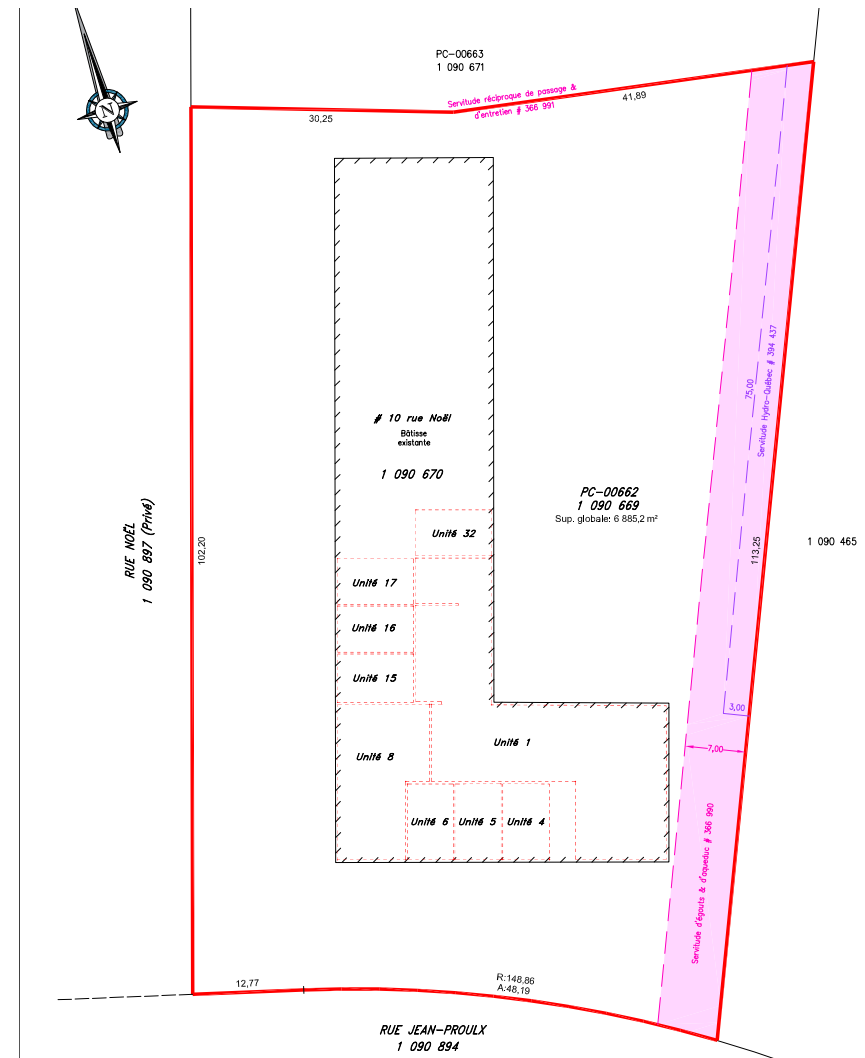 PC-00663
1 090 671
Servitude réciproque de passage &
d'entretien # 366 991
30,25
41,89
N
# 10 rue Noël
Bâtisse
existante
1 090 670
Servitude Hydro-Québec # 394 437
75,00
PC-00662
1 090 669
Sup. globale: 6 885,2 m²
RUE NOËL
1 090 897 (Privé)
102,20
113,25
1 090 465
Unité 32
Unité 17
Unité 16
Unité 15
Unité 8
Unité 1
Unité 6
Unité 5
Unité 4
3,00
7,00
Servitude d'égouts & d'aqueduc # 366 990
12,77
R:148,86
A:48,19
RUE JEAN-PROULX
1 090 894